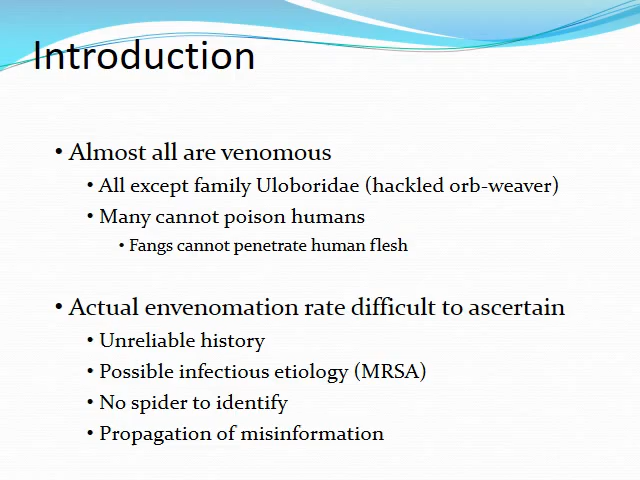 Introduction
• Almost all are venomous
• All except family Uloboridae (hackled orb-weaver)
• Many cannot poison humans
• Fangs cannot penetrate human flesh
• Actual envenomation rate difficult to ascertain
• Unreliable history
• Possible infectious etiology (MRSA)
• No spider to identify
• Propagation of misinformation